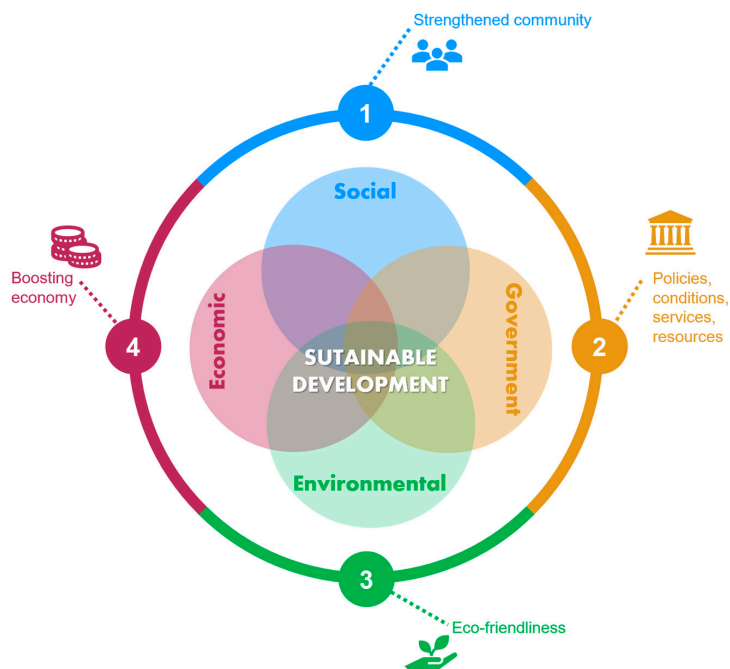 Strengthened community
1
Social
Boosting
economy
4
Economic
Government
Policies,
conditions,
services,
resources
2
SUTAINABLE
DEVELOPMENT
Environmental
3
Eco-friendliness